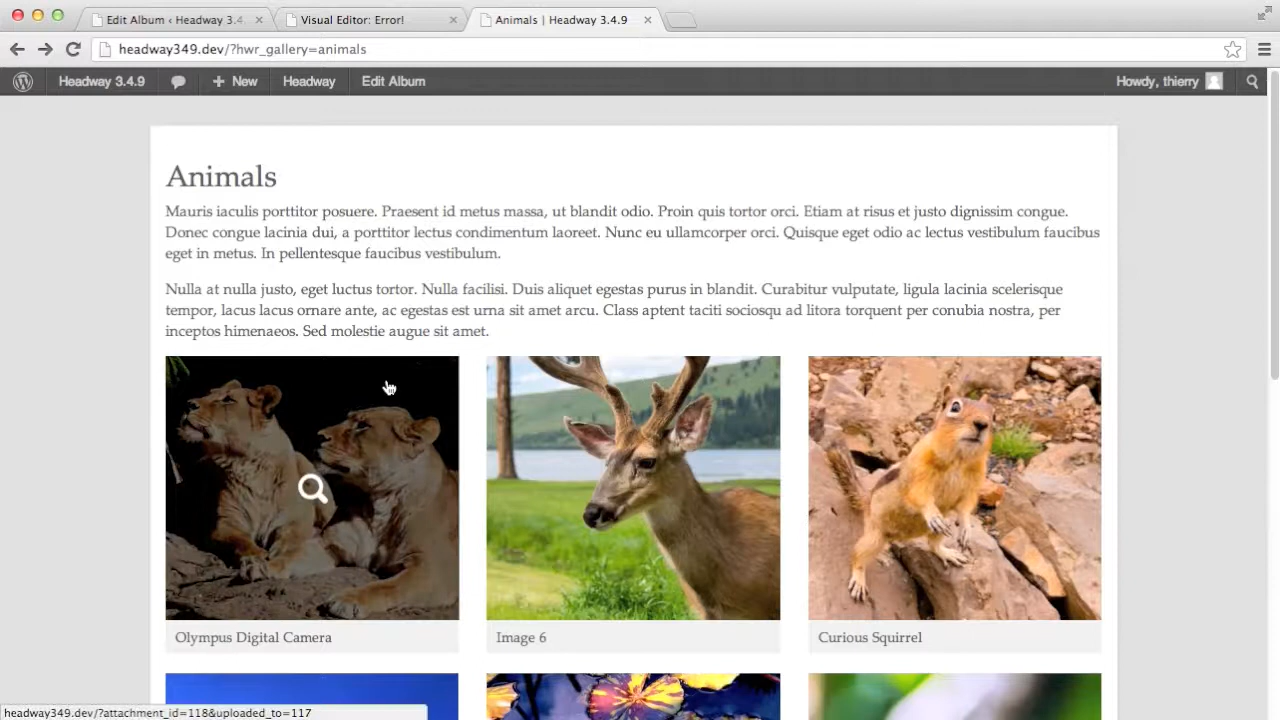 Edit Album ‹ Headway 3.4
Visual Editor: Error!
Animals | Headway 3.4.9
headway349.dev/?hwr_gallery=animals
Headway 3.4.9
New
Headway
Edit Album
Howdy, thierry
Animals
Mauris iaculis porttitor posuere. Praesent id metus massa, ut blandit odio. Proin quis tortor orci. Etiam at risus et justo dignissim congue.
Donec congue lacinia dui, a porttitor lectus condimentum laoreet. Nunc eu ullamcorper orci. Quisque eget odio ac lectus vestibulum faucibus
eget in metus. In pellentesque faucibus vestibulum.
Nulla at nulla justo, eget luctus tortor. Nulla facilisi. Duis aliquet egestas purus in blandit. Curabitur vulputate, ligula lacinia scelerisque
tempor, lacus lacus ornare ante, ac egestas est urna sit amet arcu. Class aptent taciti sociosqu ad litora torquent per conubia nostra, per
inceptos himenaeos. Sed molestie augue sit amet.
Olympus Digital Camera
Image 6
Curious Squirrel
headway349.dev/?attachment_id=118&uploaded_to=117